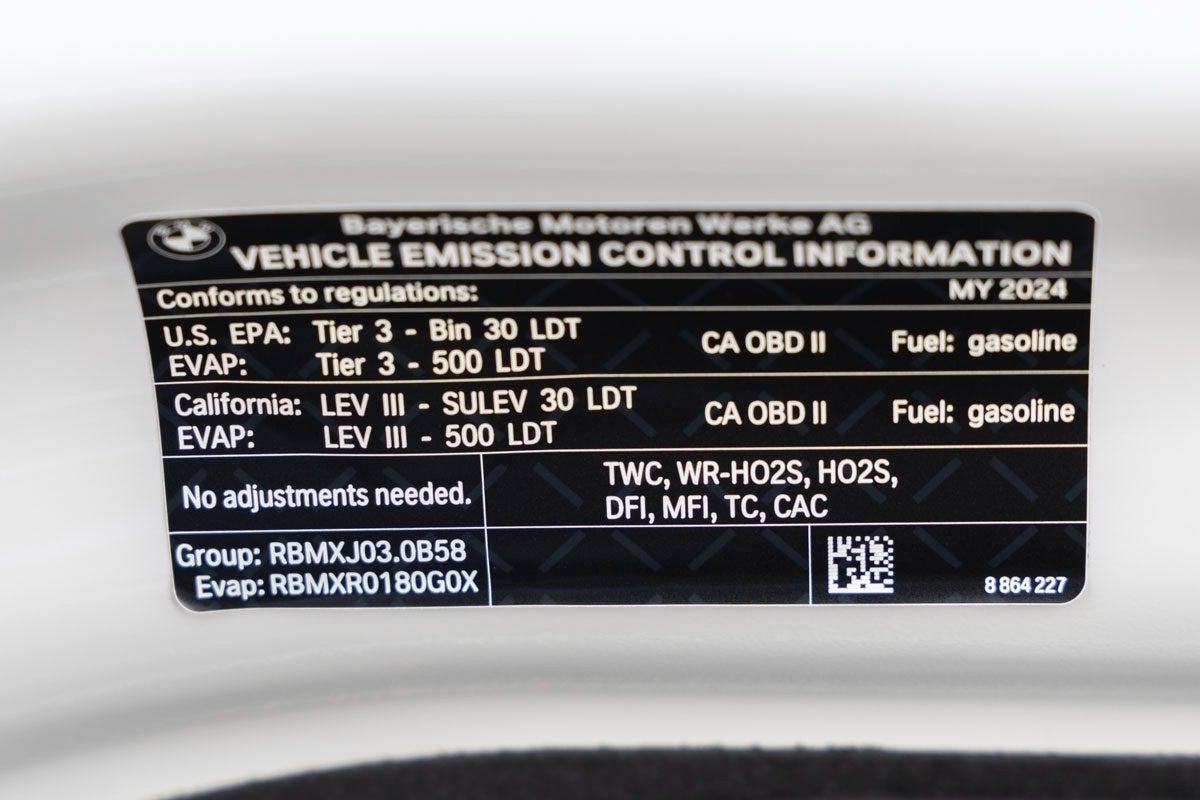 Bayerische Motoren Werke AG
VEHICLE EMISSION CONTROL INFORMATION
Conforms to regulations: MY 2024
U.S. EPA: Tier 3 - Bin 30 LDT CA OBD II Fuel: gasoline
EVAP: Tier 3 - 500 LDT
California: LEV III - SULEV 30 LDT CA OBD II Fuel: gasoline
EVAP: LEV III - 500 LDT
No adjustments needed.
TWC, WR-HO2S, HO2S,
DFI, MFI, TC, CAC
Group: RBMXJ03.0B58
Evap: RBMXR0180G0X
8 864 227